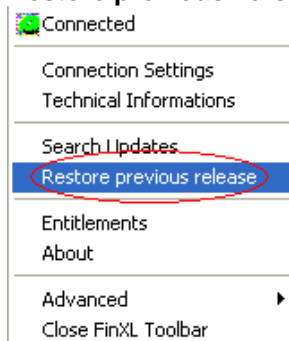 Connected
Connection Settings
Technical Informations
Search Updates
Restore previous release
Entitlements
About
Advanced
Close FinXL Toolbar